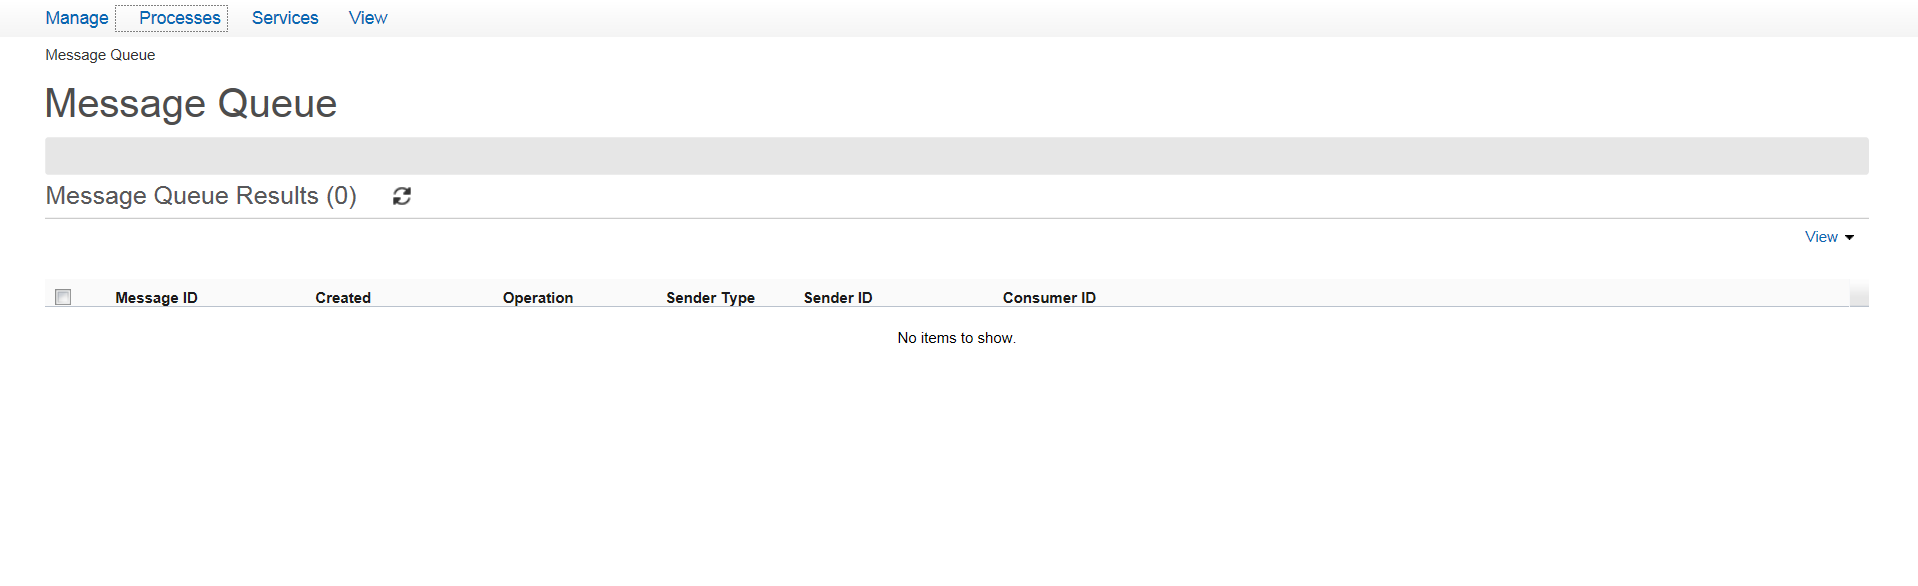 Manage Processes Services View
Message Queue
Message Queue
Message Queue Results (0)
View
Message ID Created Operation Sender Type Sender ID Consumer ID
No items to show.